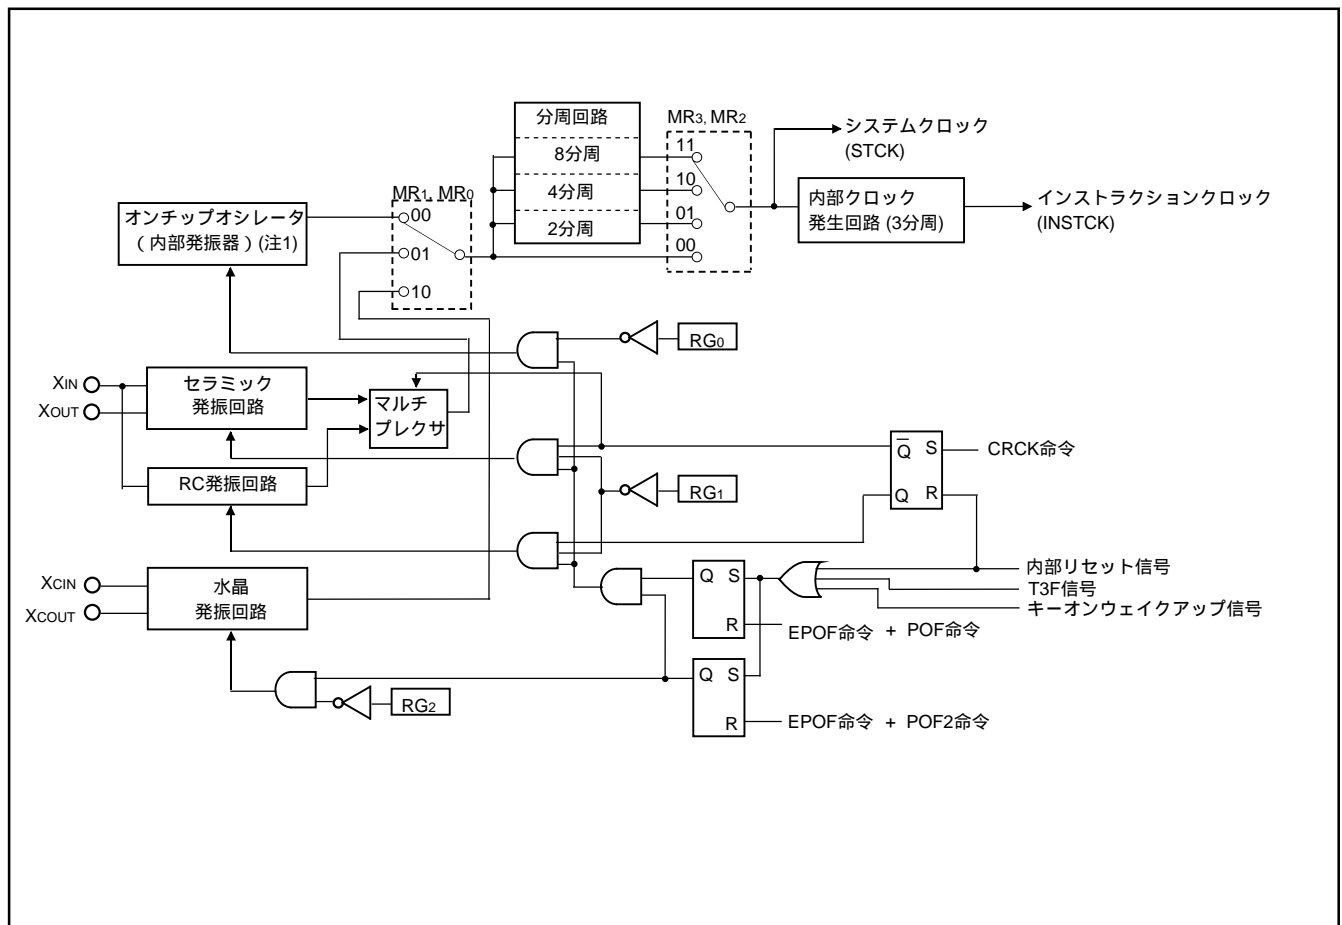 分周回路
8分周
4分周
2分周
MR3, MR2
11
10
01
00
システムクロック
(STCK)
内部クロック
発生回路 (3分周)
インストラクションクロック
(INSTCK)
MR1, MR0
00
01
10
オンチップオシレータ
(内部発振器)(注1)
RG0
XIN
XOUT
セラミック
発振回路
マルチ
プレクサ
RC発振回路
RG1
Q S
Q R
CRCK命令
XCIN
XCOUT
水晶
発振回路
Q S
R
内部リセット信号
T3F信号
キーオンウェイクアップ信号
EPOF命令 + POF命令
Q S
R
EPOF命令 + POF2命令
RG2